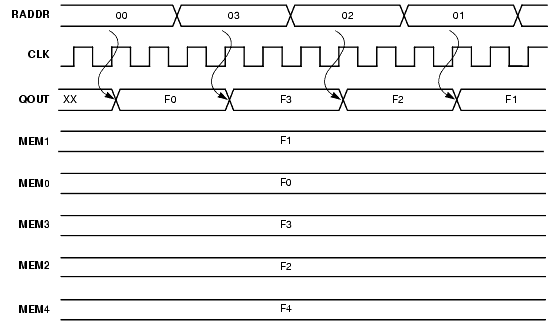 RADDR 00 03 02 01
CLK
QOUT XX F0 F3 F2 F1
MEM1 F1
MEM0 F0
MEM3 F3
MEM2 F2
MEM4 F4